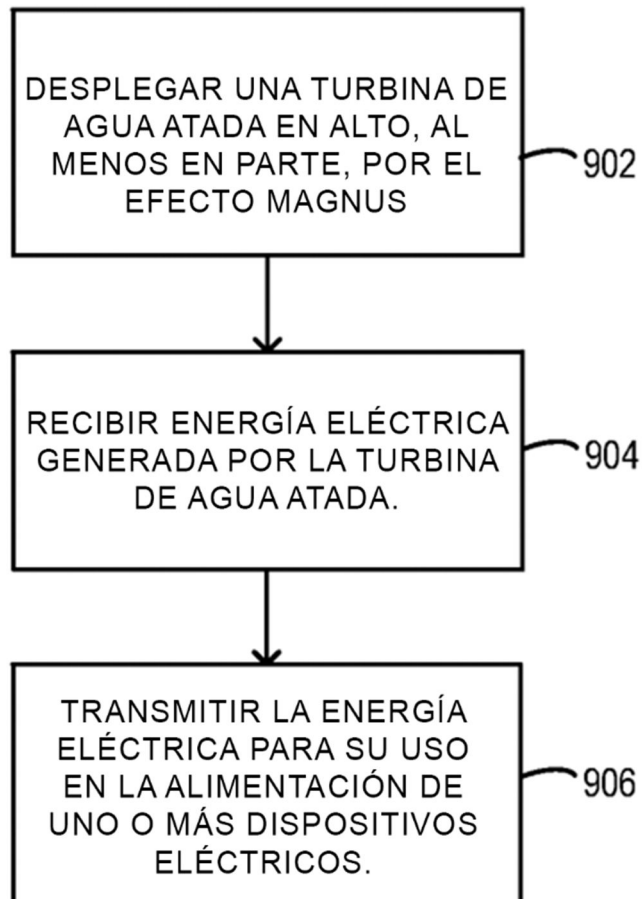 DESPLEGAR UNA TURBINA DE
AGUA ATADA EN ALTO, AL
MENOS EN PARTE, POR EL
EFECTO MAGNUS
902
RECIBIR ENERGÍA ELÉCTRICA
GENERADA POR LA TURBINA
DE AGUA ATADA.
904
TRANSMITIR LA ENERGÍA
ELÉCTRICA PARA SU USO
EN LA ALIMENTACIÓN DE
UNO O MÁS DISPOSITIVOS
ELÉCTRICOS.
906